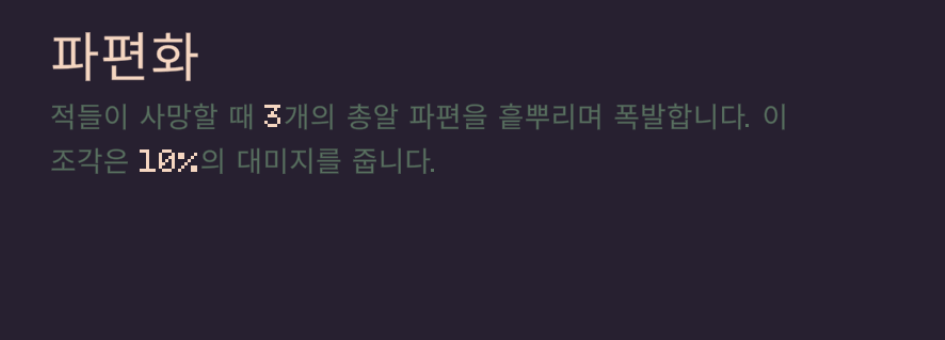 파편화
적들이 사망할 때 3개의 총알 파편을 흩뿌리며 폭발합니다. 이
조각은 10%의 대미지를 줍니다.